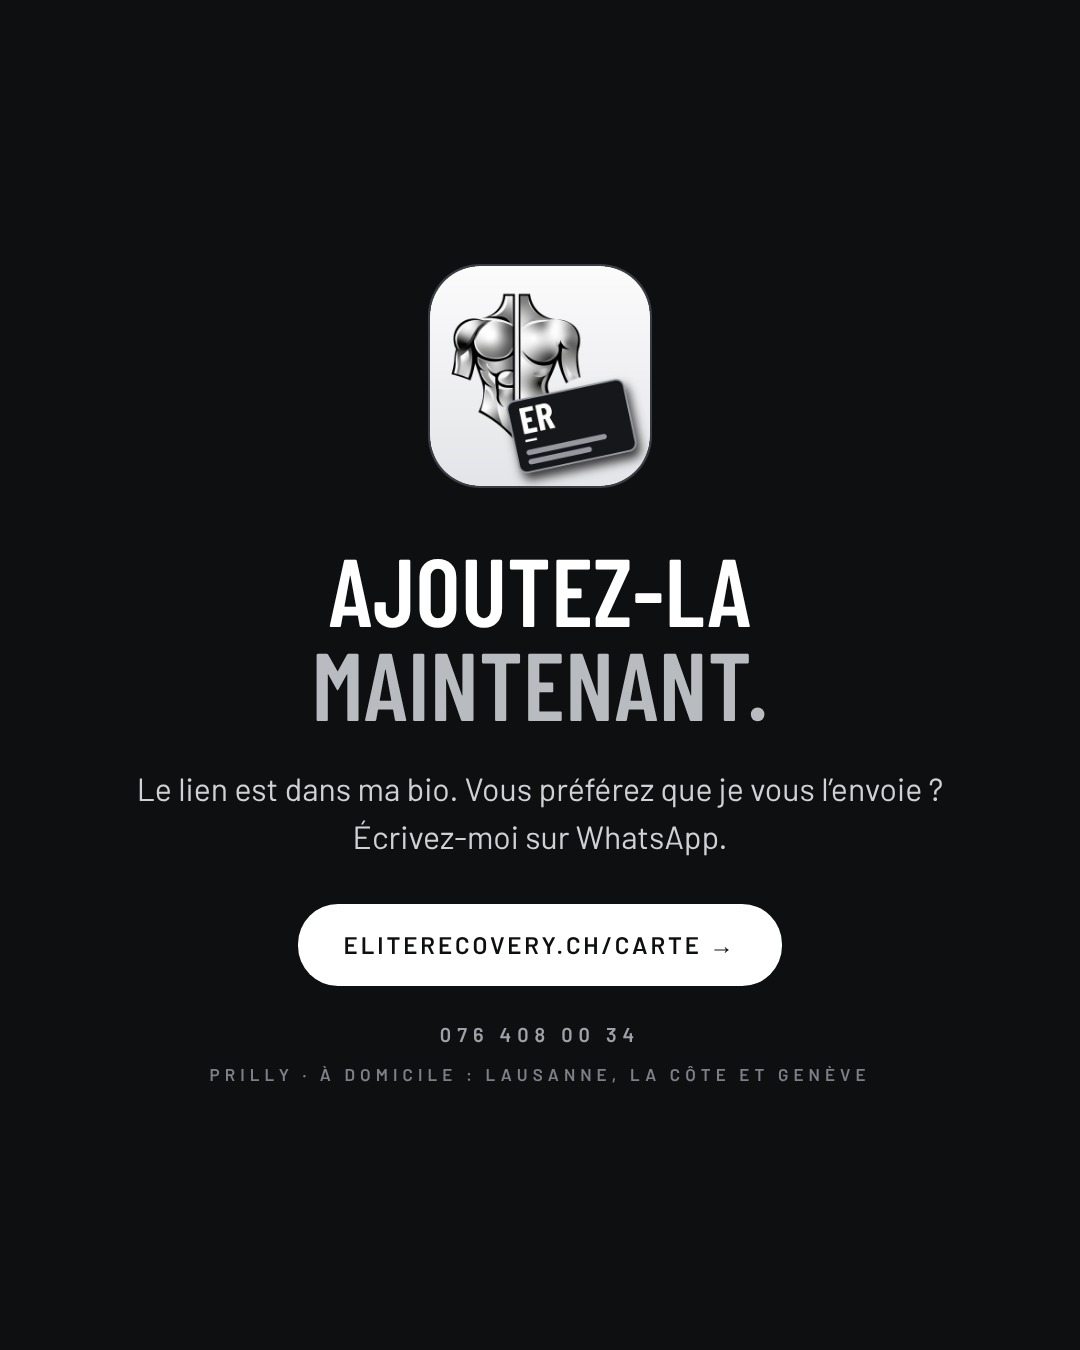 ER
AJOUTEZ-LA
MAINTENANT.
Le lien est dans ma bio. Vous préférez que je vous l’envoie ?
Écrivez-moi sur WhatsApp.
ELITERECOVERY.CH/CARTE →
076 408 00 34
PRILLY · À DOMICILE : LAUSANNE, LA CÔTE ET GENÈVE